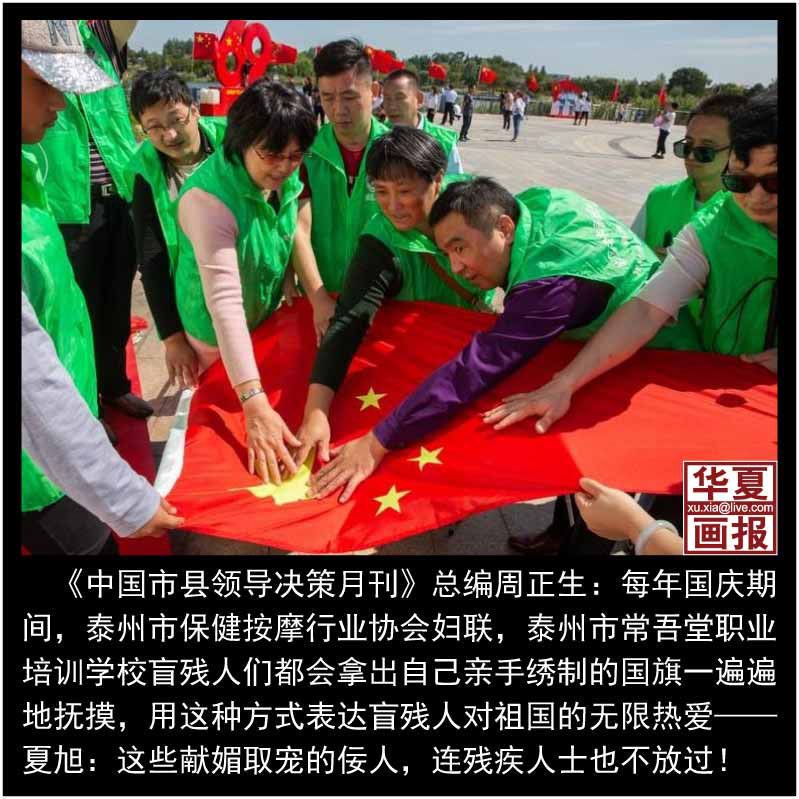 69
华夏
xu.xia@live.com
画报
《中国市县领导决策月刊》总编周正生：每年国庆期
间，泰州市保健按摩行业协会妇联，泰州市常吾堂职业
培训学校盲残人们都会拿出自己亲手绣制的国旗一遍遍
地抚摸，用这种方式表达盲残人对祖国的无限热爱——
夏旭：这些献媚取宠的佞人，连残疾人士也不放过！